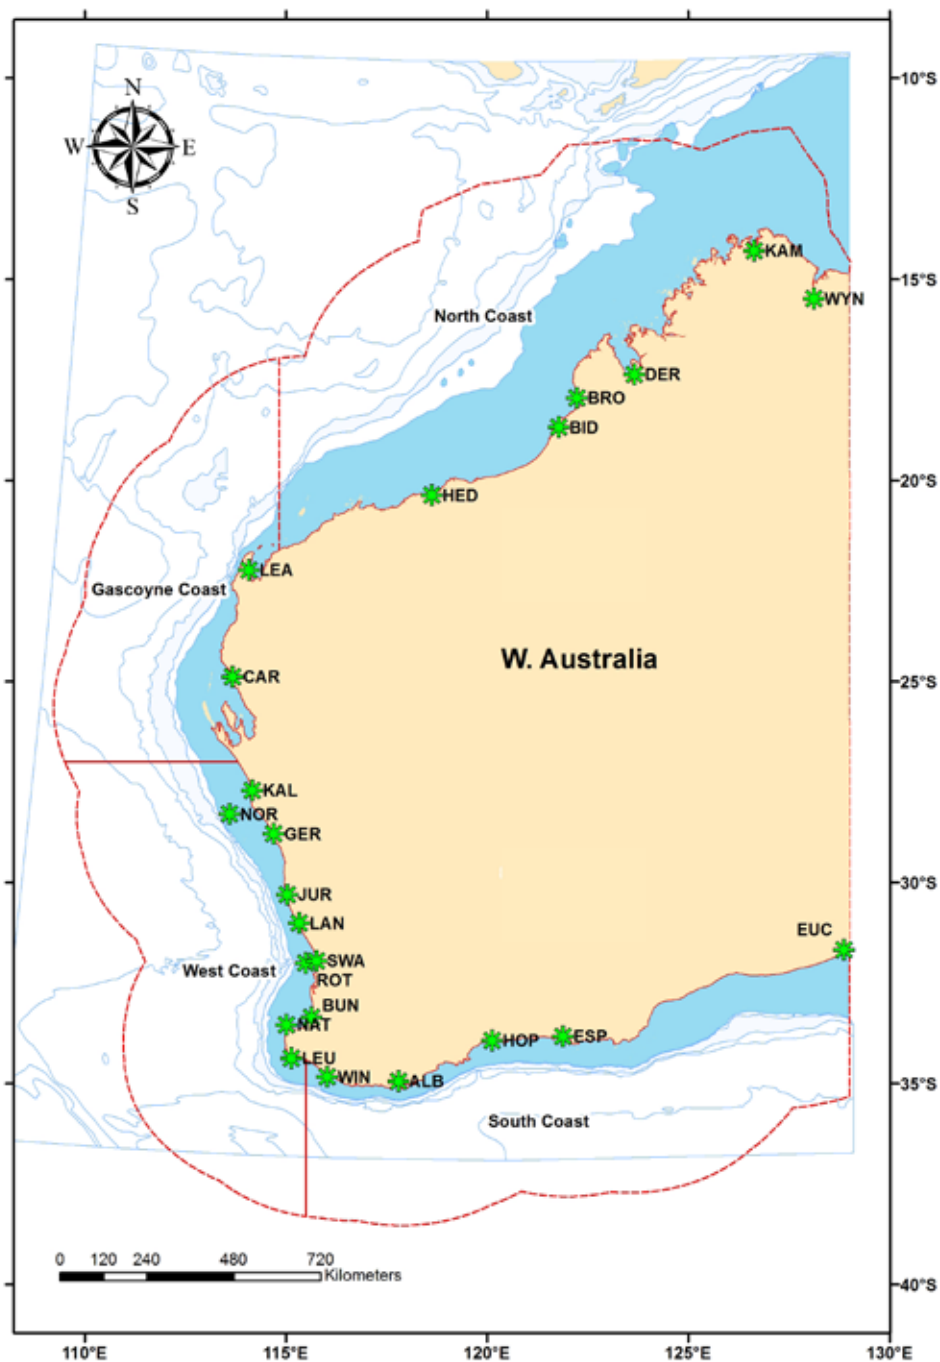 N
W E
S
10°S
KAM
15°S
WYN
North Coast
DER
BRO
BID
20°S
HED
LEA
Gascoyne Coast
W. Australia
CAR
25°S
KAL
NOR
GER
30°S
JUR
LAN
EUC
SWA
West Coast
ROT
BUN
NAT
HOP
ESP
LEU
WIN
ALB
35°S
South Coast
0 120 240 480 720
Kilometers
40°S
110°E 115°E 120°E 125°E 130°E